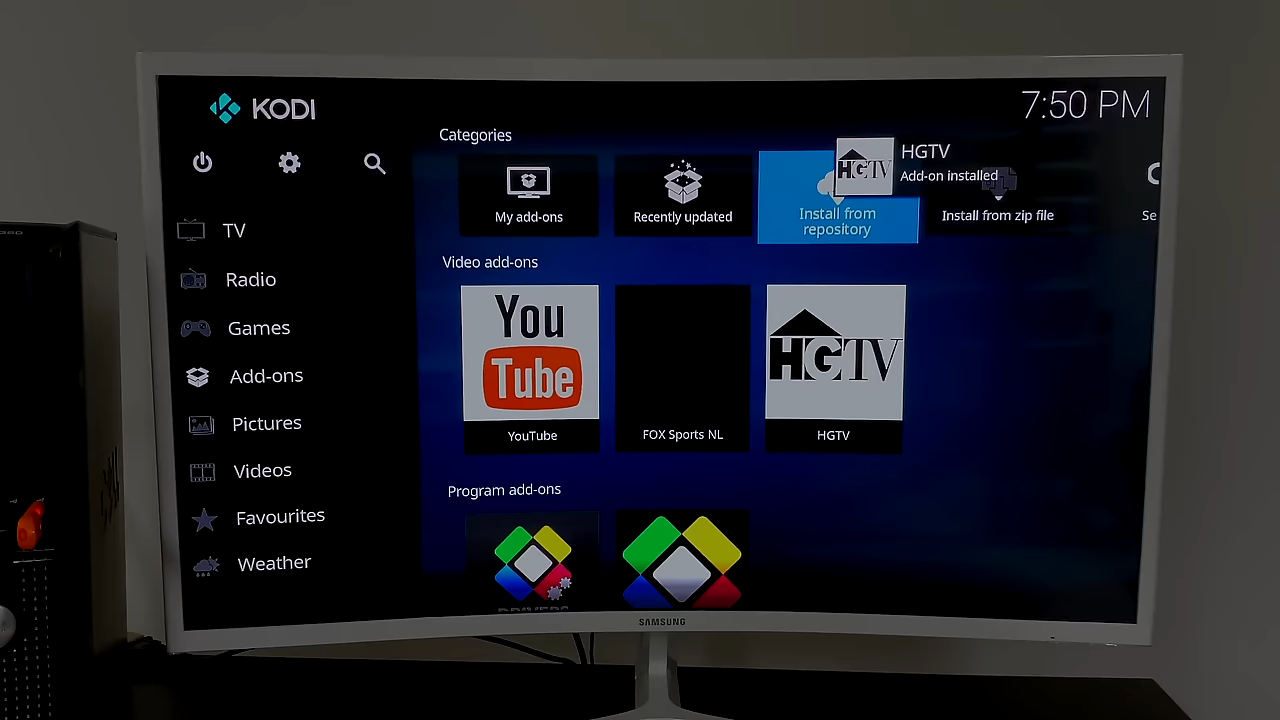 KODI
7:50 PM
Categories
HGTV
HGTV
Add-on installed
My add-ons
Recently updated
Install from
repository
Install from zip file
Se
TV
Radio
Games
Add-ons
Pictures
Videos
Favourites
Weather
Video add-ons
You
Tube
HGTV
YouTube
FOX Sports NL
HGTV
Program add-ons
DRIVERS
SAMSUNG